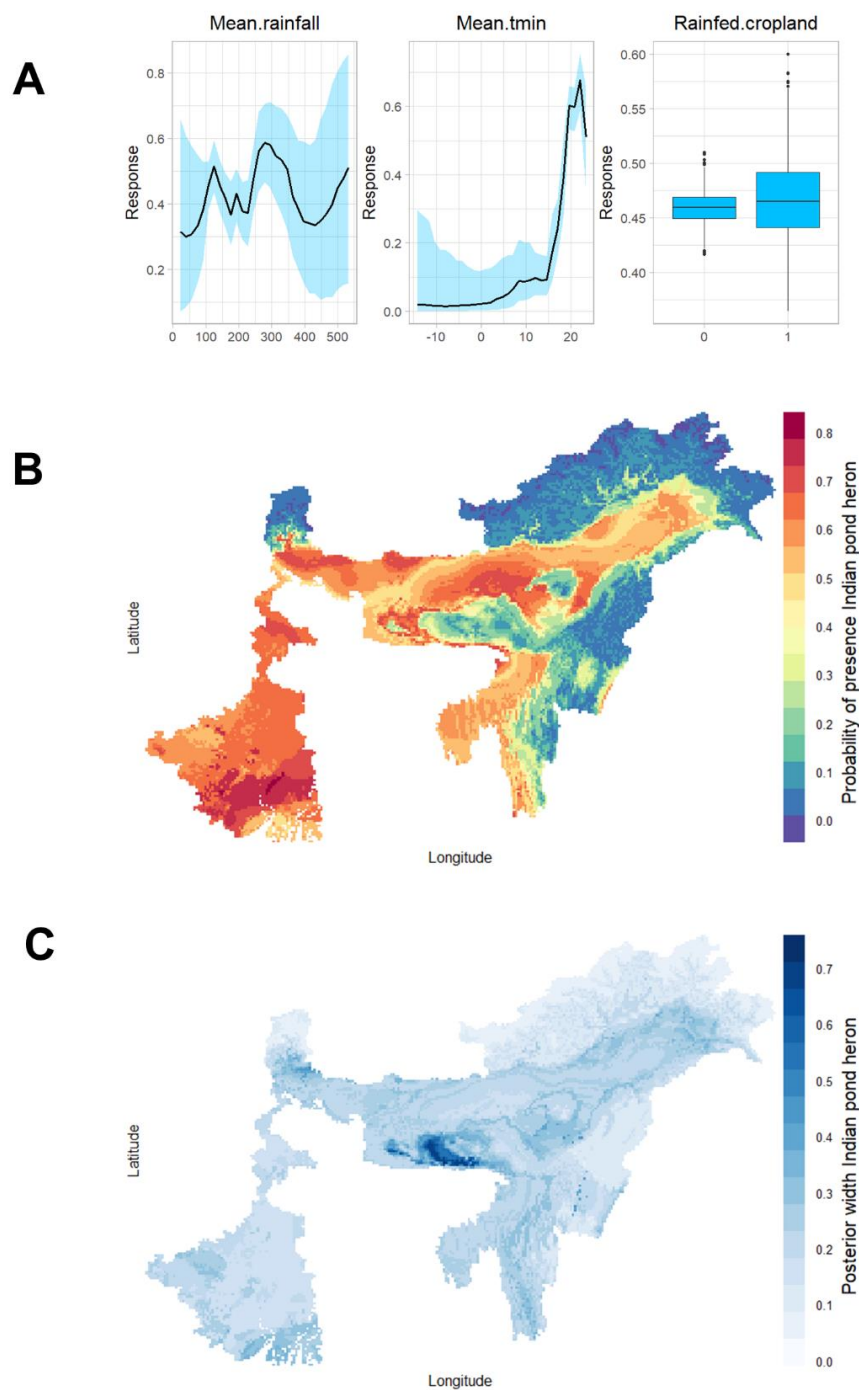 A
Mean.rainfall
Response
0.8
0.6
0.4
0.2
0 100 200 300 400 500
Mean.tmin
Response
0.6
0.4
0.2
0.0
-10 0 10 20
Rainfed.cropland
Response
0.60
0.55
0.50
0.45
0.40
0 1
B
Latitude
Longitude
0.8
0.7
0.6
0.5
0.4
0.3
0.2
0.1
0.0
Probability of presence Indian pond heron
C
Latitude
Longitude
0.7
0.6
0.5
0.4
0.3
0.2
0.1
0.0
Posterior width Indian pond heron